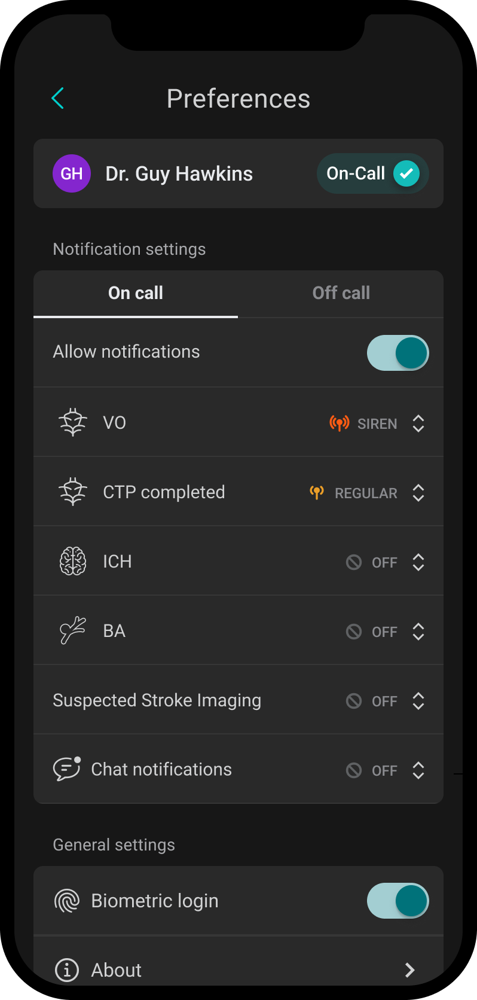 Preferences
GH Dr. Guy Hawkins On-Call
Notification settings
On call Off call
Allow notifications
VO SIREN
CTP completed REGULAR
ICH OFF
BA OFF
Suspected Stroke Imaging OFF
Chat notifications OFF
General settings
Biometric login
About